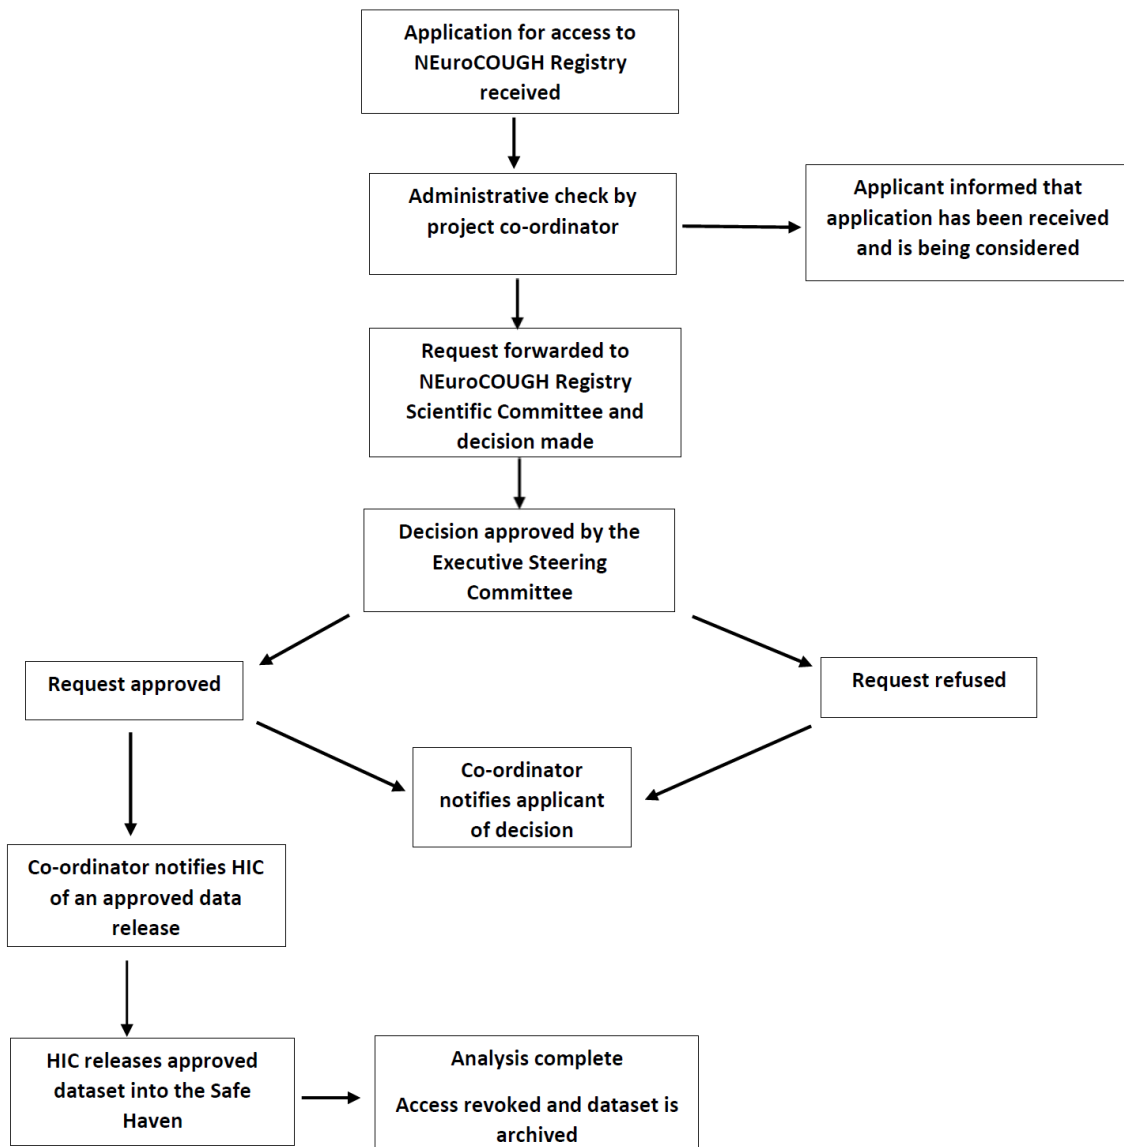 Application for access to
NEuroCOUGH Registry
received
Administrative check by
project co-ordinator
Applicant informed that
application has been received
and is being considered
Request forwarded to
NEuroCOUGH Registry
Scientific Committee and
decision made
Decision approved by the
Executive Steering
Committee
Request approved
Request refused
Co-ordinator
notifies applicant
of decision
Co-ordinator notifies HIC
of an approved data
release
HIC releases approved
dataset into the Safe
Haven
Analysis complete
Access revoked and dataset is
archived